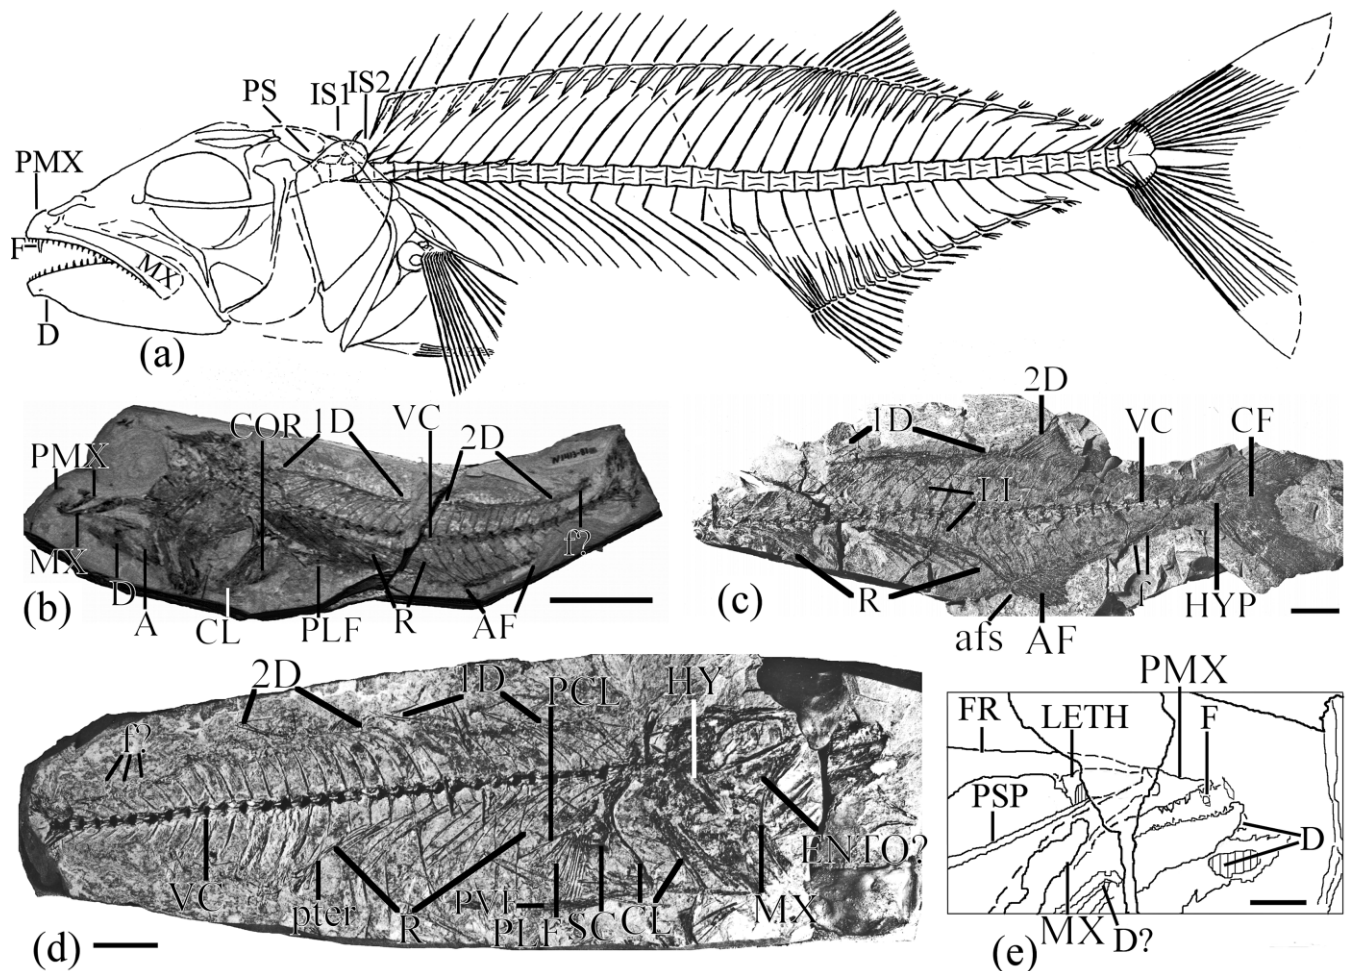 PS
IS1
IS2
PMX
F
MX
D
(a)
COR
1D
VC
2D
PMX
f?
MX
D
A
CL
PLF
R
AF
(b)
2D
1D
VC
CF
LL
R
f
afs
AF
HYP
(c)
2D
1D
PCL
HY
f?
ENTO?
VC
pter
R
PVF
PLF
SC
CL
MX
(d)
PMX
FR
LETH
F
PSP
D
MX
D?
(e)